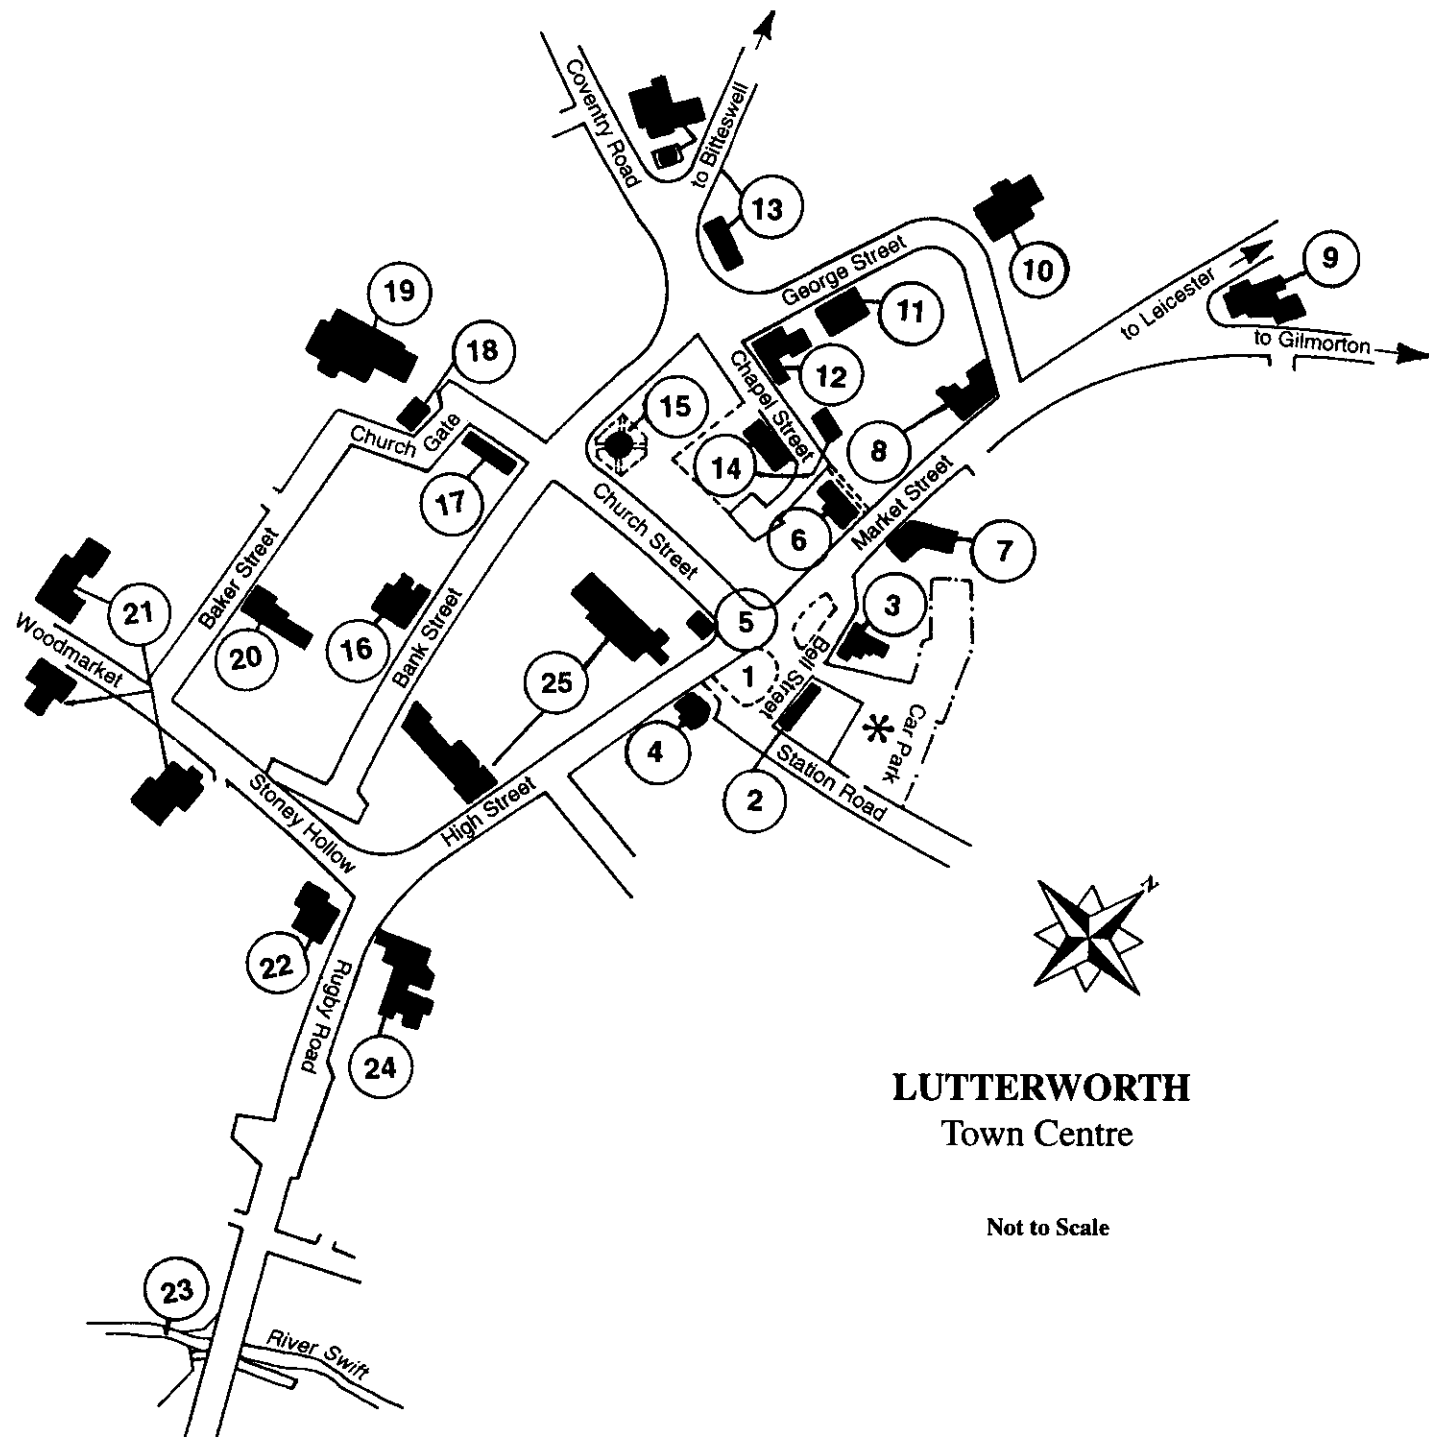 Coventry Road
to Bitteswell
13
10
9
to Leicester
to Gilmorton
George Street
11
19
18
12
Chapel Street
15
Church Gate
14
8
17
Church Street
6
Market Street
7
Baker Street
21
Woodmarket
20
16
Bank Street
25
5
3
1
Bell Street
4
2
Car Park
Station Road
Stoney Hollow
High Street
22
Rugby Road
24
N
LUTTERWORTH
Town Centre
Not to Scale
23
River Swift